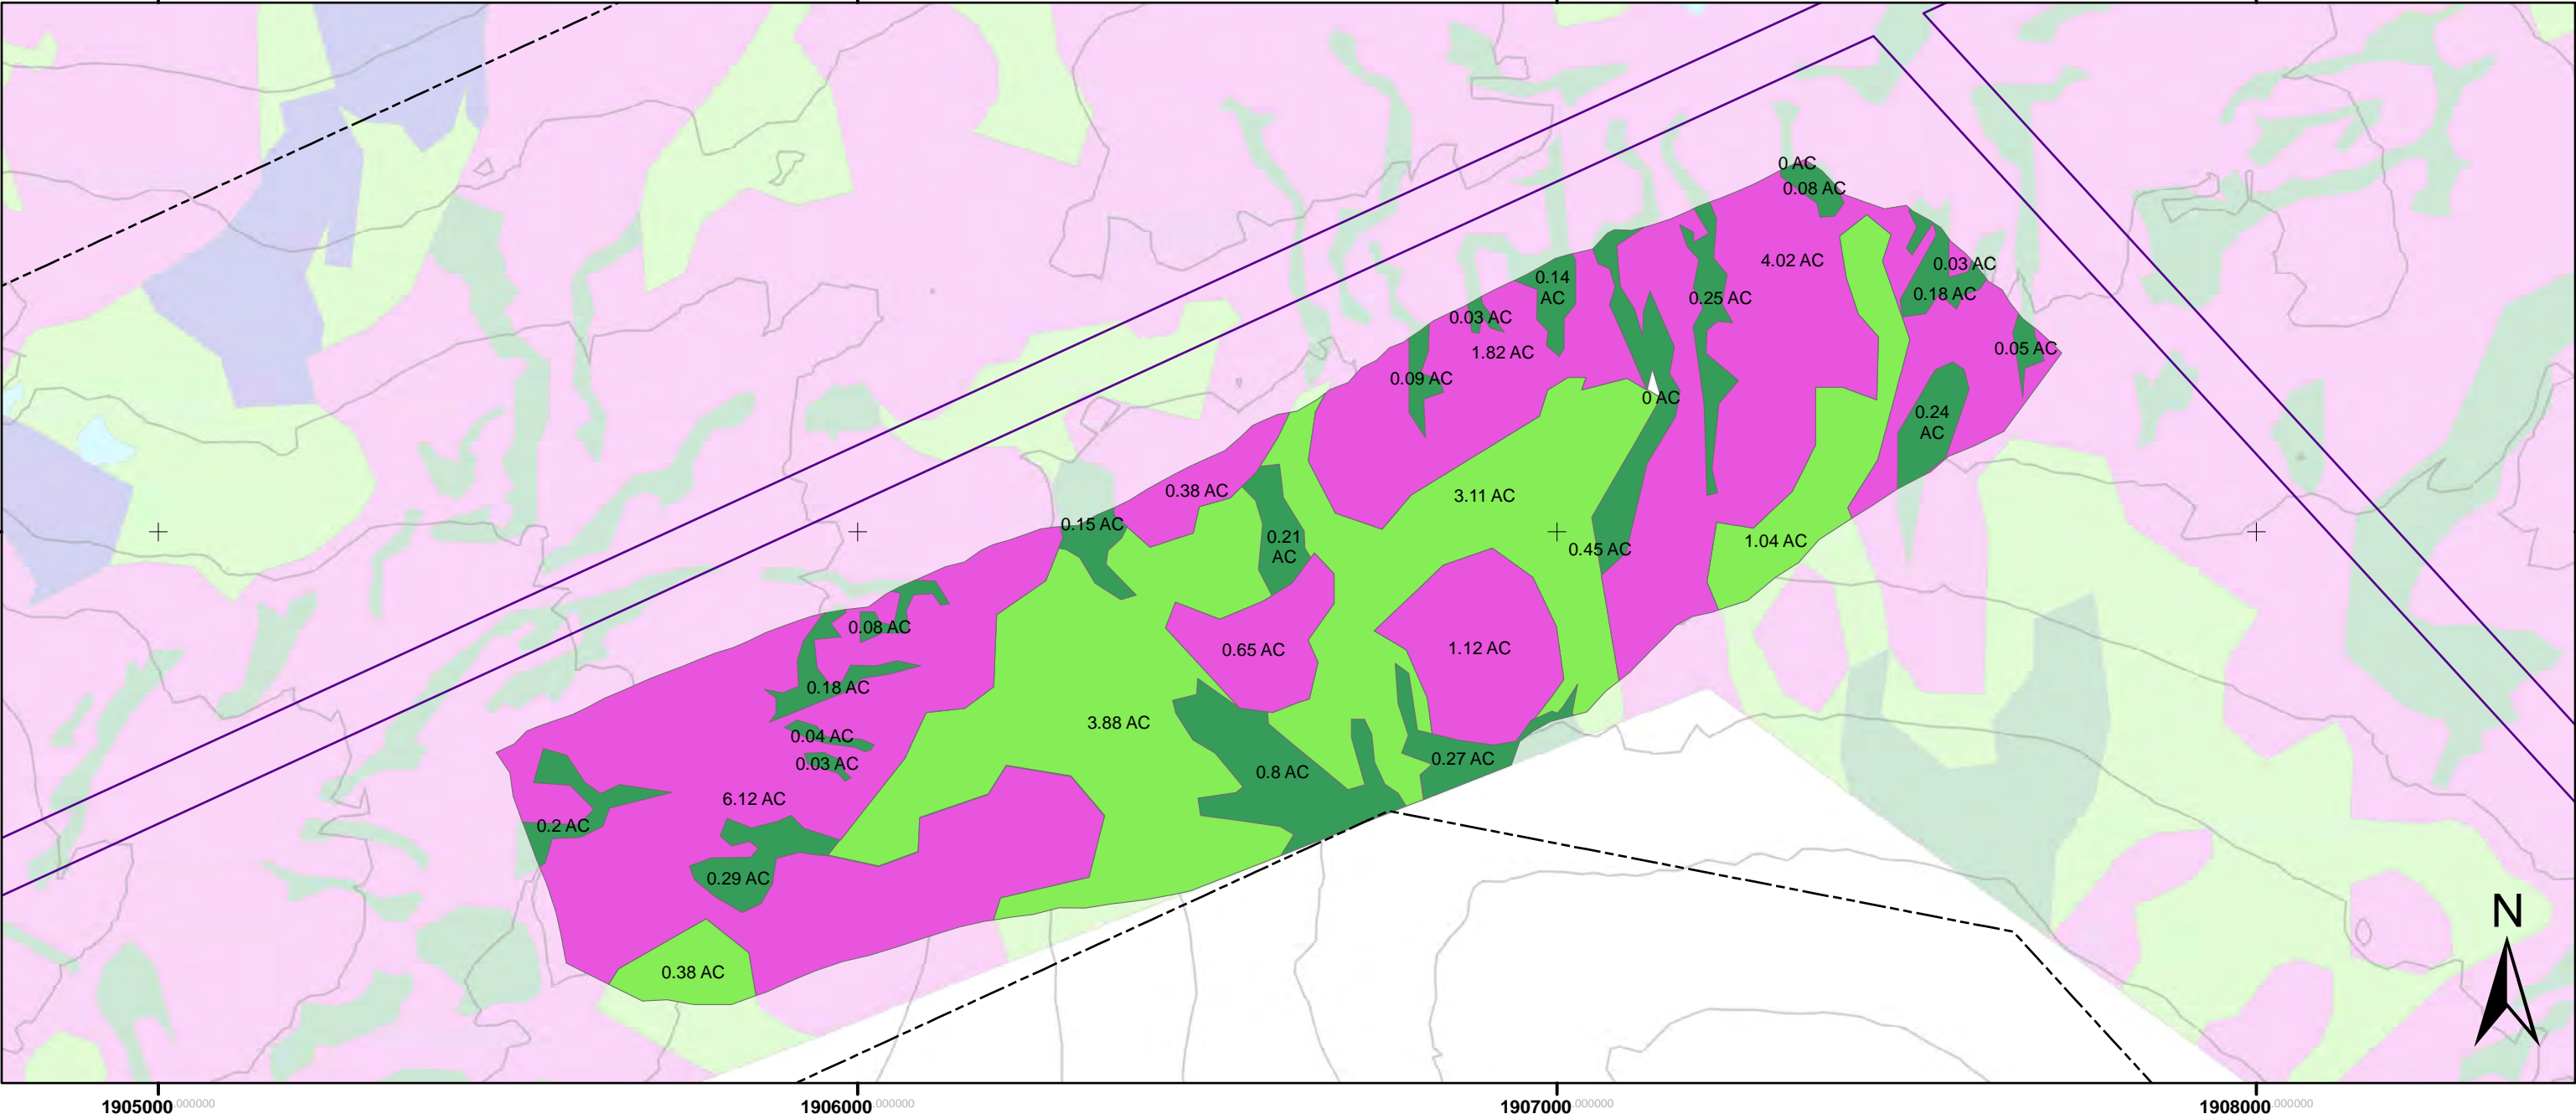 0 AC
0.08 AC
4.02 AC
0.03 AC
0.14
AC
0.18 AC
0.25 AC
0.03 AC
0.05 AC
1.82 AC
0.09 AC
0 AC
0.24
AC
0.38 AC
3.11 AC
0.15 AC
0.21
AC
1.04 AC
0.45 AC
0.08 AC
0.65 AC
1.12 AC
0.18 AC
3.88 AC
0.04 AC
0.27 AC
0.03 AC
0.8 AC
6.12 AC
0.2 AC
0.29 AC
N
0.38 AC
1905000.000000
1906000.000000
1907000.000000
1908000.000000